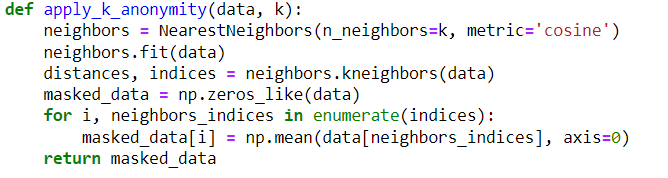 def apply_k_anonymity(data, k):
    neighbors = NearestNeighbors(n_neighbors=k, metric='cosine')
    neighbors.fit(data)
    distances, indices = neighbors.kneighbors(data)
    masked_data = np.zeros_like(data)
    for i, neighbors_indices in enumerate(indices):
        masked_data[i] = np.mean(data[neighbors_indices], axis=0)
    return masked_data